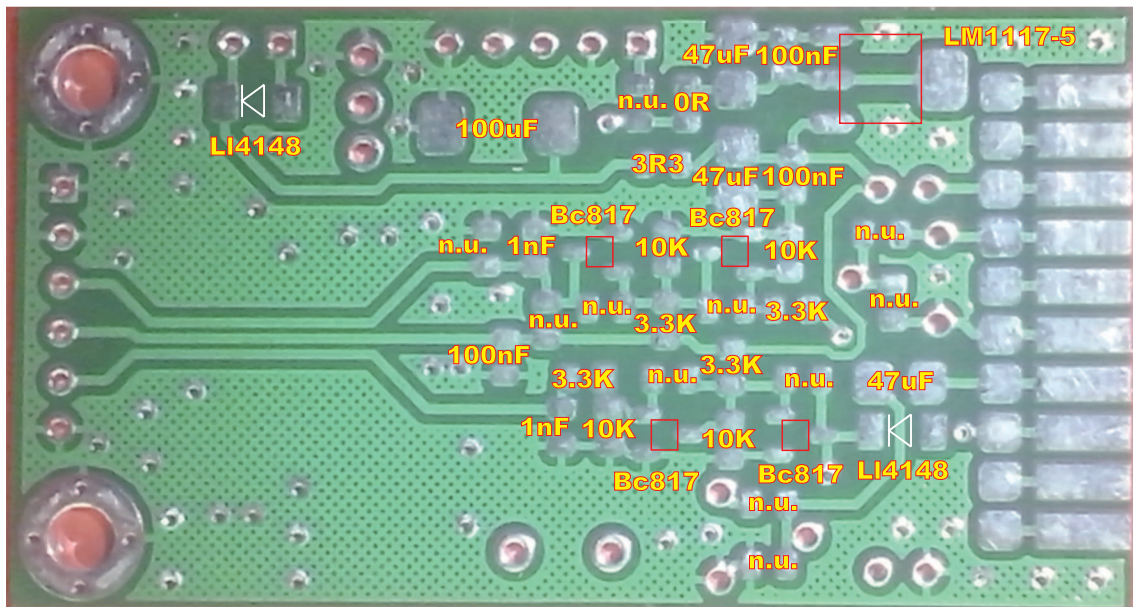 LM1117-5
47uF 100nF
n.u. 0R
100uF
LI4148
3R3
47uF 100nF
Bc817 Bc817
n.u. 1nF 10K 10K n.u.
n.u. n.u. n.u.
n.u. 3.3K 3.3K
100nF 3.3K
3.3K n.u. n.u. 47uF
1nF 10K 10K
Bc817 Bc817 LI4148
n.u.
n.u.